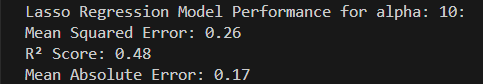 Lasso Regression Model Performance for alpha: 10:
Mean Squared Error: 0.26
R² Score: 0.48
Mean Absolute Error: 0.17